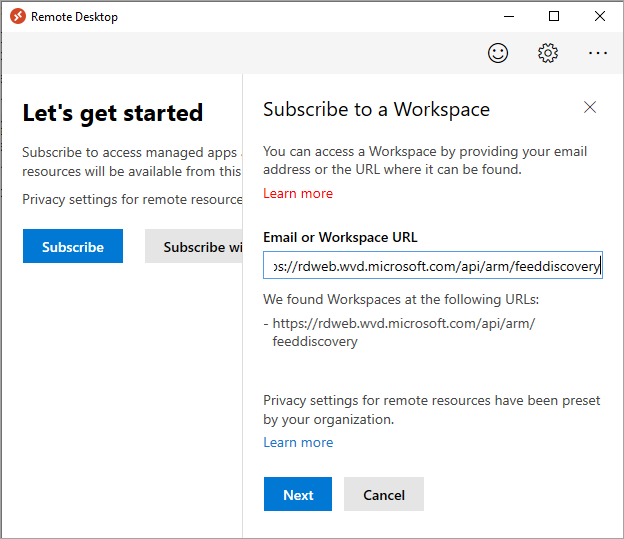 Remote Desktop
Let's get started
Subscribe to access managed apps
resources will be available from this
Privacy settings for remote resource
Subscribe
Subscribe wi
Subscribe to a Workspace
You can access a Workspace by providing your email
address or the URL where it can be found.
Learn more
Email or Workspace URL
ps://rdweb.wvd.microsoft.com/api/arm/feeddiscovery
We found Workspaces at the following URLs:
- https://rdweb.wvd.microsoft.com/api/arm/
feeddiscovery
Privacy settings for remote resources have been preset
by your organization.
Learn more
Next
Cancel